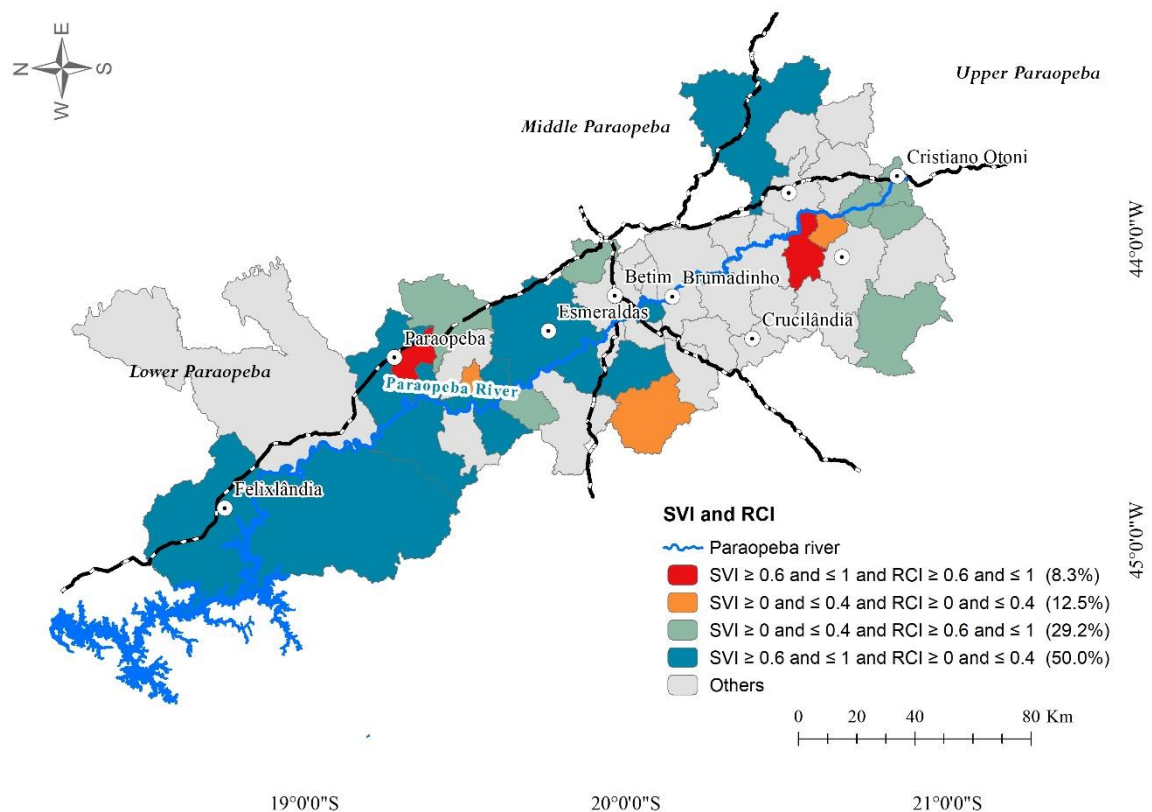 E
N
S
W
Upper Paraopeba
Middle Paraopeba
Cristiano Otoni
44°0'0"W
Betim
Brumadinho
Esmeraldas
Crucilândia
Paraopeba
Lower Paraopeba
Paraopeba River
Felixlândia
45°0'0"W
SVI and RCI
Paraopeba river
SVI ≥ 0.6 and ≤ 1 and RCI ≥ 0.6 and ≤ 1 (8.3%)
SVI ≥ 0 and ≤ 0.4 and RCI ≥ 0 and ≤ 0.4 (12.5%)
SVI ≥ 0 and ≤ 0.4 and RCI ≥ 0.6 and ≤ 1 (29.2%)
SVI ≥ 0.6 and ≤ 1 and RCI ≥ 0 and ≤ 0.4 (50.0%)
Others
0 20 40 80 Km
19°0'0"S 20°0'0"S 21°0'0"S